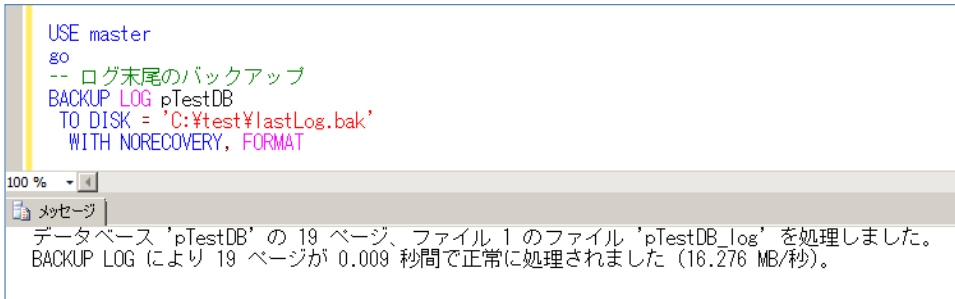 USE master
go
-- ログ末尾のバックアップ
BACKUP LOG pTestDB
TO DISK = 'C:¥test¥lastLog.bak'
WITH NORECOVERY, FORMAT
100 %
メッセージ
データベース 'pTestDB' の 19 ページ、ファイル 1 のファイル 'pTestDB_log' を処理しました。
BACKUP LOG により 19 ページが 0.009 秒間で正常に処理されました (16.276 MB/秒)。